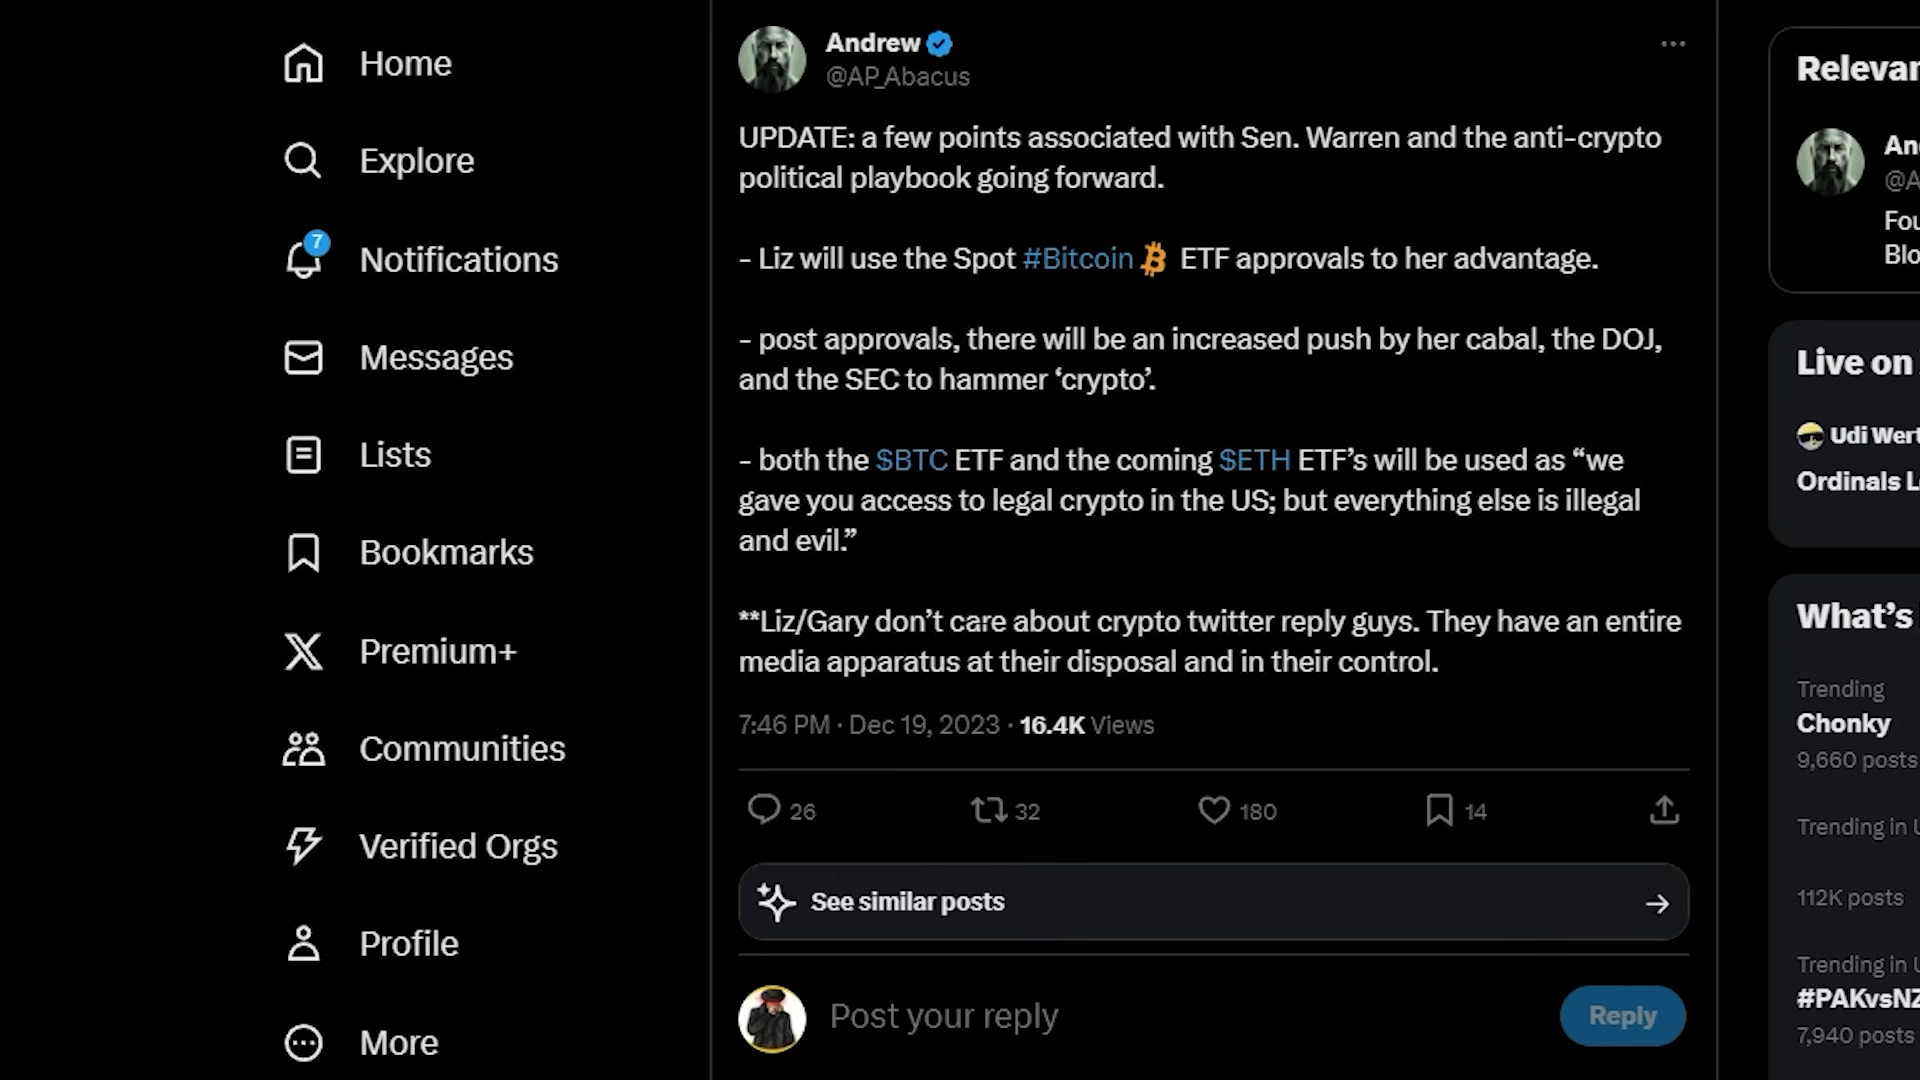 Home
Explore
7
Notifications
Messages
Lists
Bookmarks
Premium+
Communities
Verified Orgs
Profile
More
Andrew
@AP_Abacus
UPDATE: a few points associated with Sen. Warren and the anti-crypto
political playbook going forward.
- Liz will use the Spot #Bitcoin ETF approvals to her advantage.
- post approvals, there will be an increased push by her cabal, the DOJ,
and the SEC to hammer ‘crypto’.
- both the $BTC ETF and the coming $ETH ETF’s will be used as “we
gave you access to legal crypto in the US; but everything else is illegal
and evil.”
**Liz/Gary don’t care about crypto twitter reply guys. They have an entire
media apparatus at their disposal and in their control.
7:46 PM · Dec 19, 2023 · 16.4K Views
26
32
180
14
See similar posts
Post your reply
Reply
Live on
Udi
Ordinals
What’s
Trending
Chonky
9,660 posts
Trending in
112K posts
Trending in
#PAKvsNZ
7,940 posts